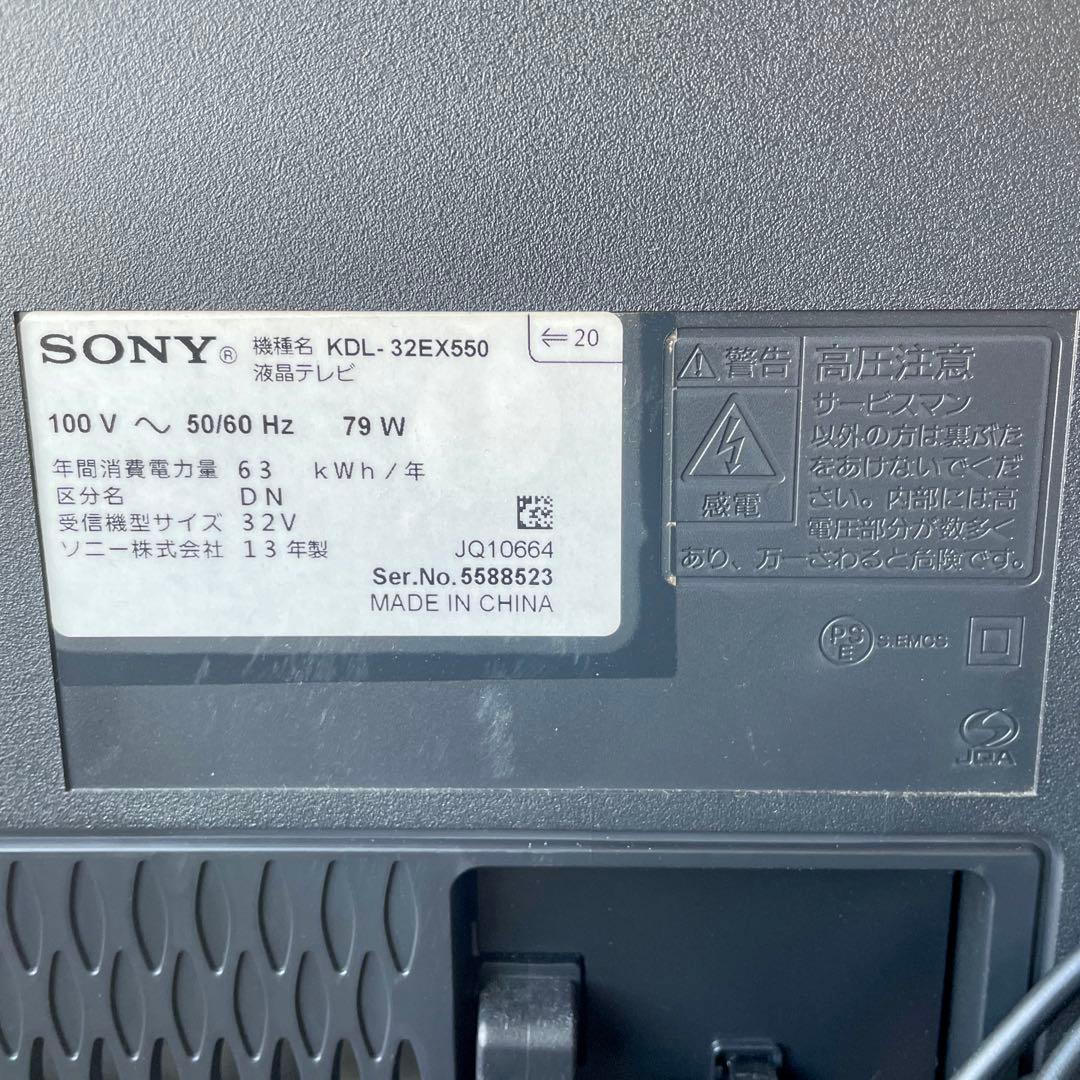 SONY® 機種名 KDL-32EX550
液晶テレビ
⇐20
100 V ～ 50/60 Hz 79 W
年間消費電力量 63 kWh/年
区分名 DN
受信機型サイズ 32V
ソニー株式会社 13年製
JQ10664
Ser.No.5588523
MADE IN CHINA
警告
感電
高圧注意
サービスマン
以外の方は裏ぶた
をあけないでくだ
さい。内部には高
電圧部分が数多く
あり、万一さわると危険です。
PSE S.EMCS
JQA